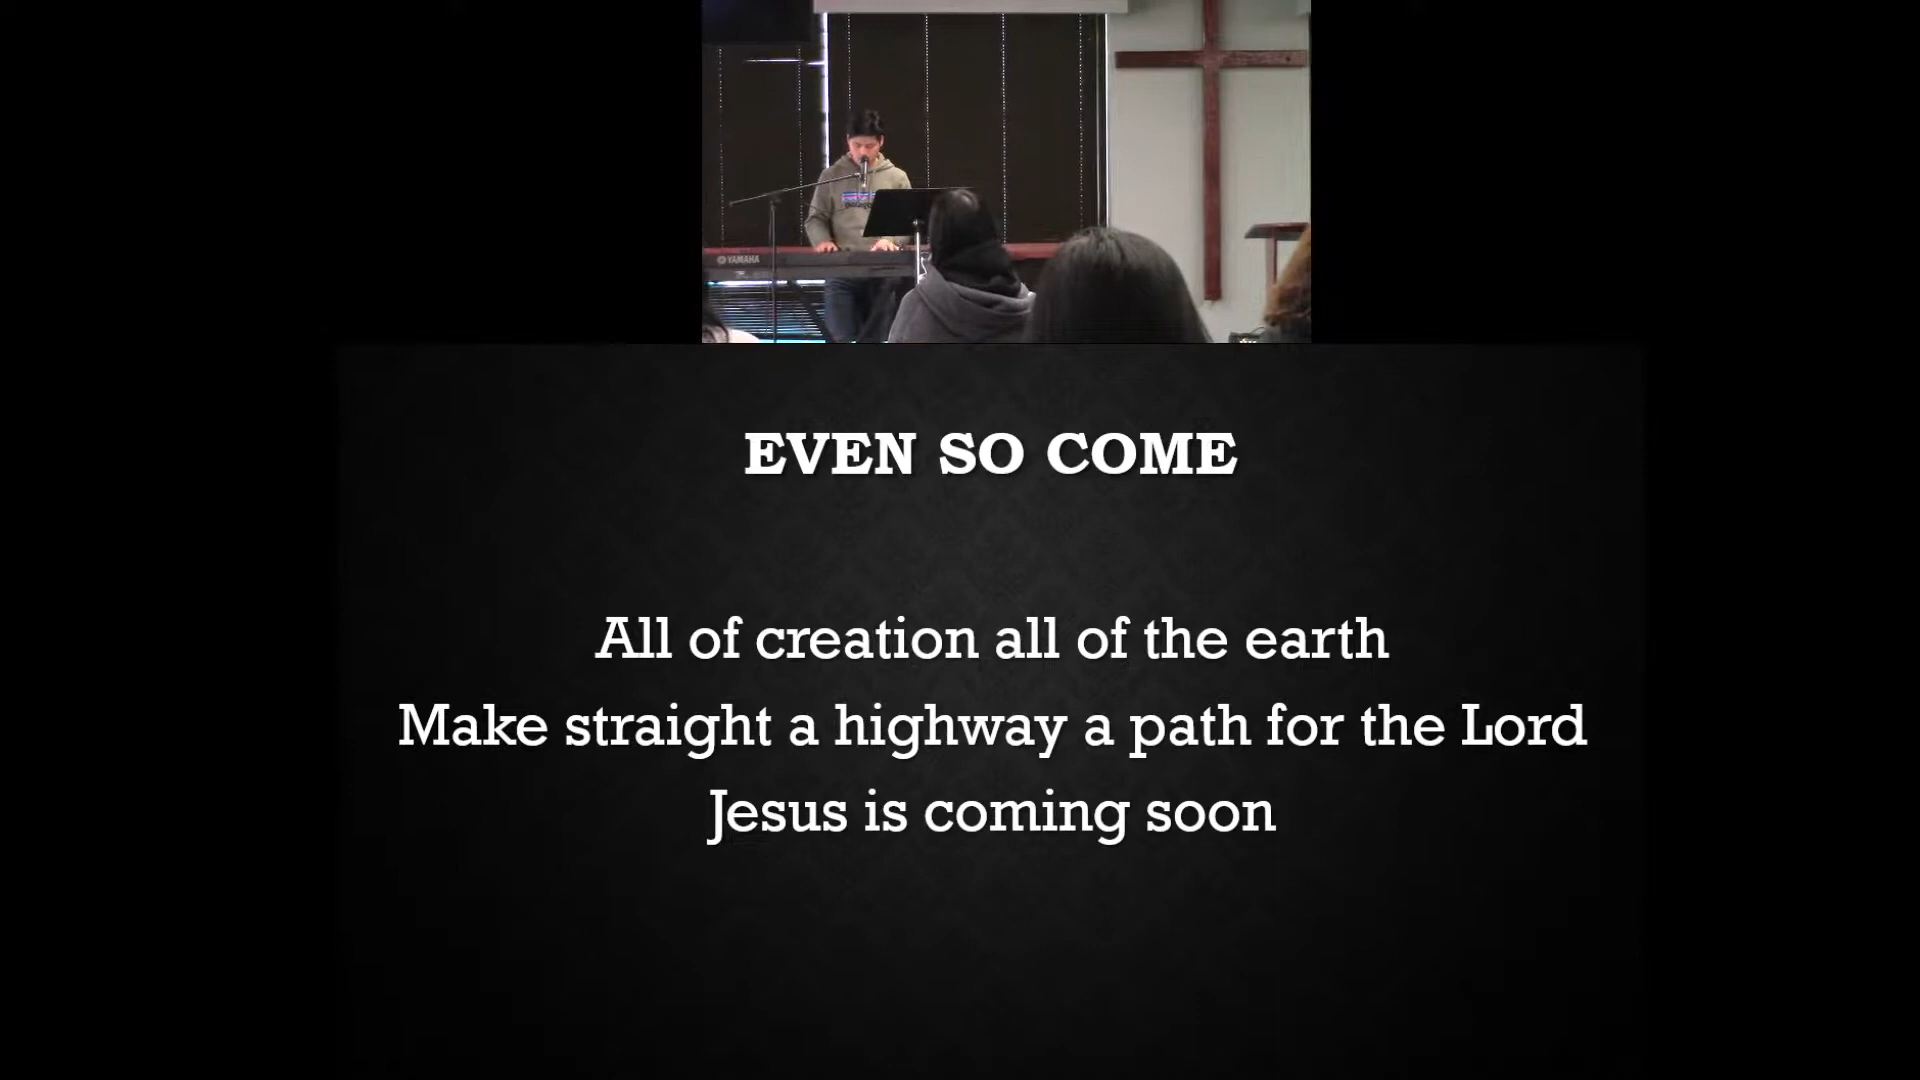 YAMAHA
EVEN SO COME
All of creation all of the earth
Make straight a highway a path for the Lord
Jesus is coming soon